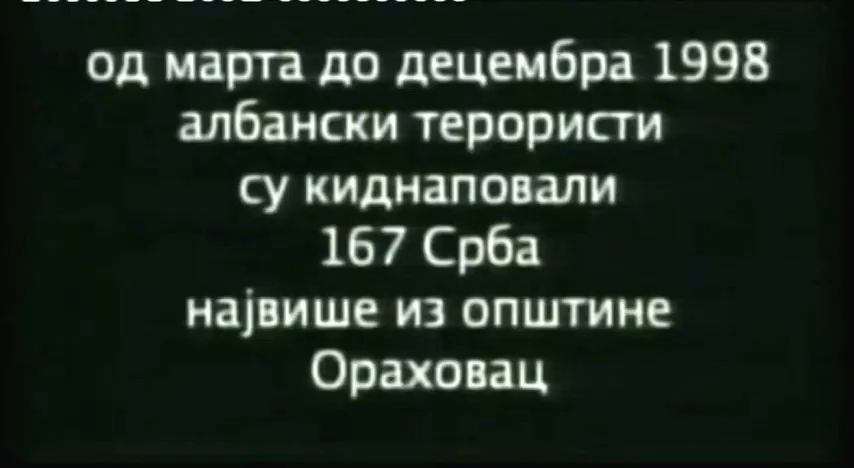 од марта до децембра 1998
албански терористи
су киднаповали
167 Срба
највише из општине
Ораховац